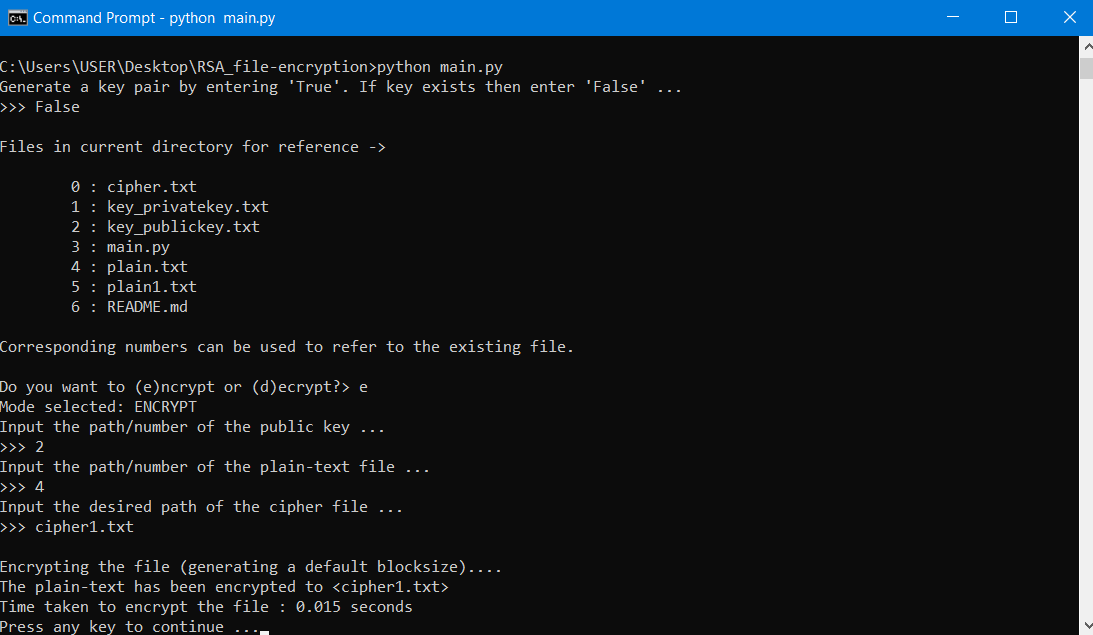 Command Prompt - python  main.py
C:\Users\USER\Desktop\RSA_file-encryption>python main.py
Generate a key pair by entering 'True'. If key exists then enter 'False' ...
>>> False
Files in current directory for reference ->
0 : cipher.txt
1 : key_privatekey.txt
2 : key_publickey.txt
3 : main.py
4 : plain.txt
5 : plain1.txt
6 : README.md
Corresponding numbers can be used to refer to the existing file.
Do you want to (e)ncrypt or (d)ecrypt?> e
Mode selected: ENCRYPT
Input the path/number of the public key ...
>>> 2
Input the path/number of the plain-text file ...
>>> 4
Input the desired path of the cipher file ...
>>> cipher1.txt
Encrypting the file (generating a default blocksize)....
The plain-text has been encrypted to <cipher1.txt>
Time taken to encrypt the file : 0.015 seconds
Press any key to continue ...